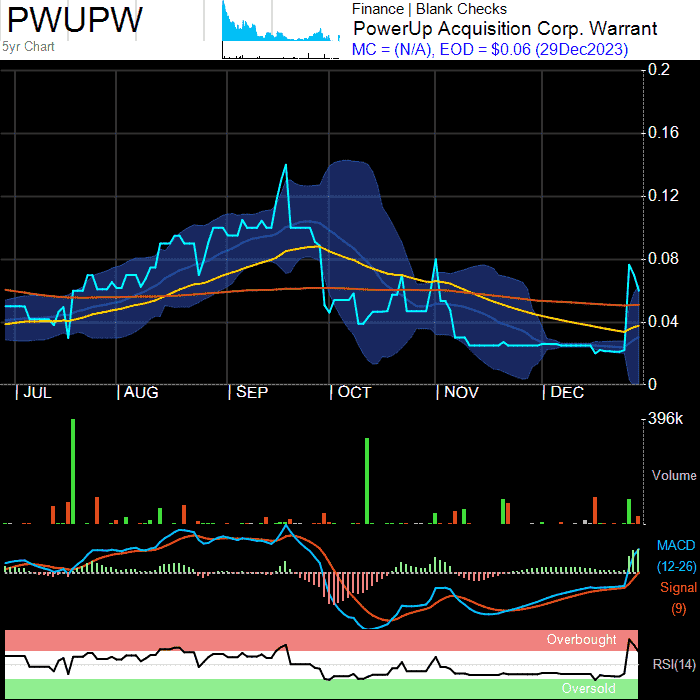 PWUPW
5yr Chart
Finance | Blank Checks
PowerUp Acquisition Corp. Warrant
MC = (N/A), EOD = $0.06 (29Dec2023)
0.2
0.16
0.12
0.08
0.04
0
JUL AUG SEP OCT NOV DEC
396k
Volume
MACD
(12-26)
Signal
(9)
Overbought
RSI(14)
Oversold